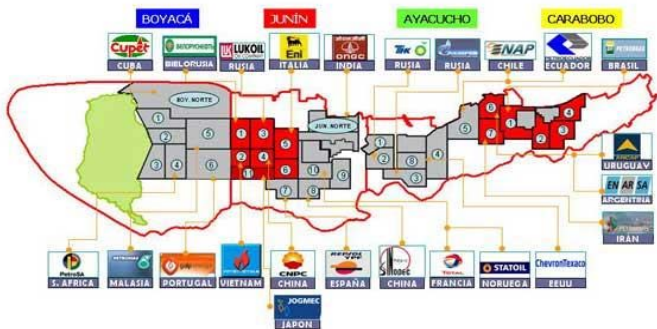 BOYACÁ
JUNÍN
AYACUCHO
CARABOBO
Cupet
CUBA
BIELORUSIA
LUKOIL
RUSIA
Eni
ITALIA
ONGC
INDIA
RUSIA
RUSIA
ENAP
CHILE
ECUADOR
PETROBRAS
BRASIL
BOY. NORTE
JUN. NORTE
1
2
3
4
5
6
1
2
3
4
5
6
7
8
9
10
11
1
2
3
4
5
6
7
8
1
2
3
4
ANCAP
URUGUAY
ENARSA
ARGENTINA
IRÁN
PetroSA
S. AFRICA
PETRONAS
MALASIA
PORTUGAL
VIETNAM
CNPC
CHINA
REPSOL
YPF
ESPAÑA
SINOPEC
CHINA
TOTAL
FRANCIA
STATOIL
NORUEGA
ChevronTexaco
EEUU
JOGMEC
JAPON